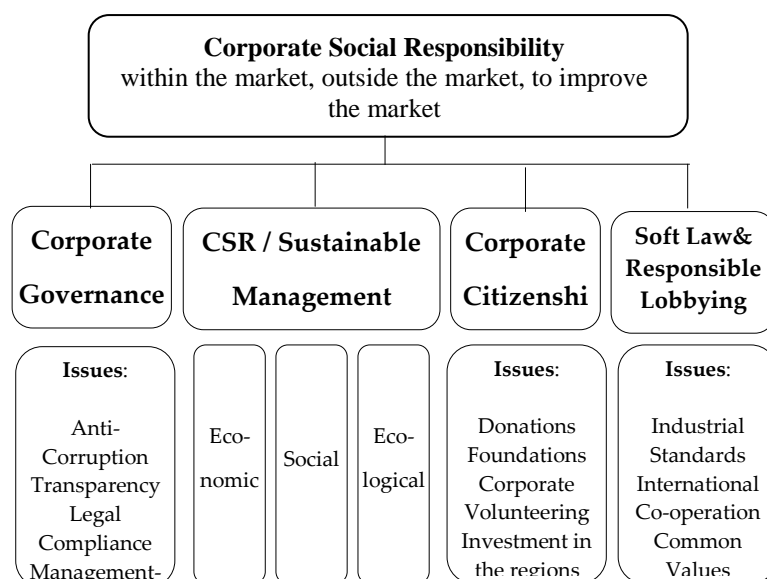 Corporate Social Responsibility
within the market, outside the market, to improve
the market
Corporate
Governance
CSR / Sustainable
Management
Corporate
Citizenshi
Soft Law&
Responsible
Lobbying
Issues:
Anti-
Corruption
Transparency
Legal
Compliance
Management-
Eco-
nomic
Social
Eco-
logical
Issues:
Donations
Foundations
Corporate
Volunteering
Investment in
the regions
Issues:
Industrial
Standards
International
Co-operation
Common
Values